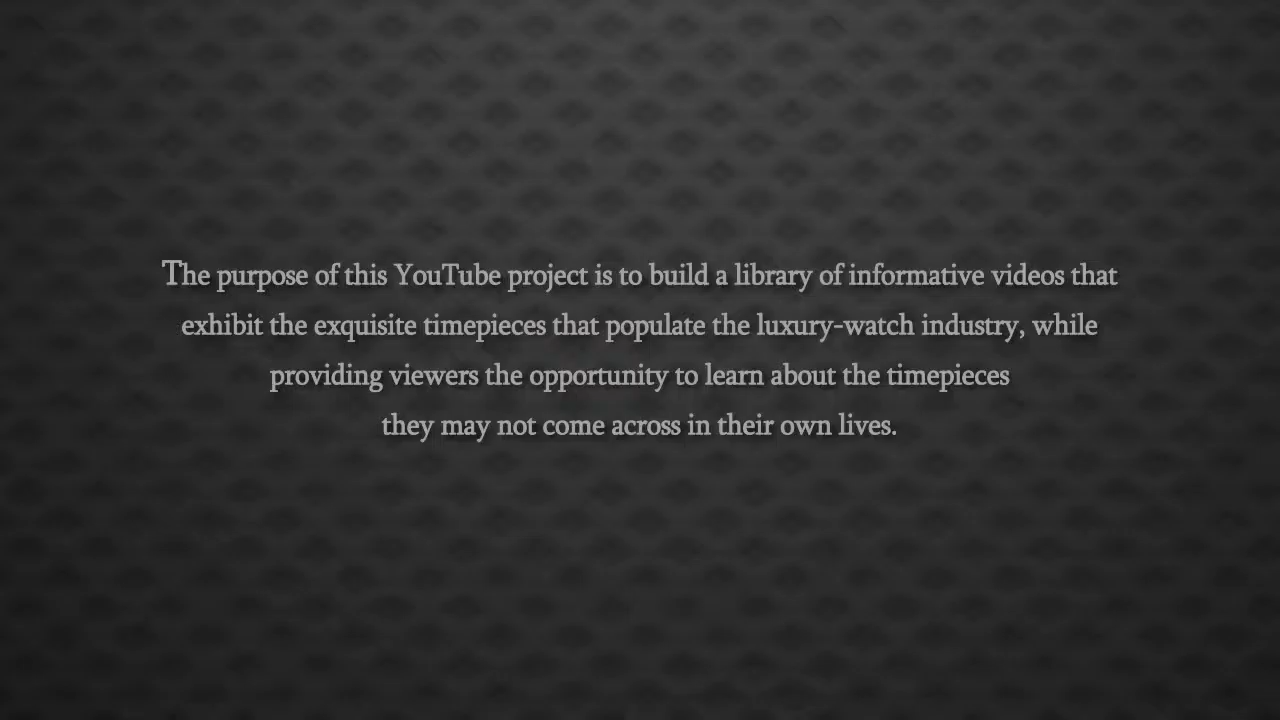 The purpose of this YouTube project is to build a library of informative videos that
exhibit the exquisite timepieces that populate the luxury-watch industry, while
providing viewers the opportunity to learn about the timepieces
they may not come across in their own lives.